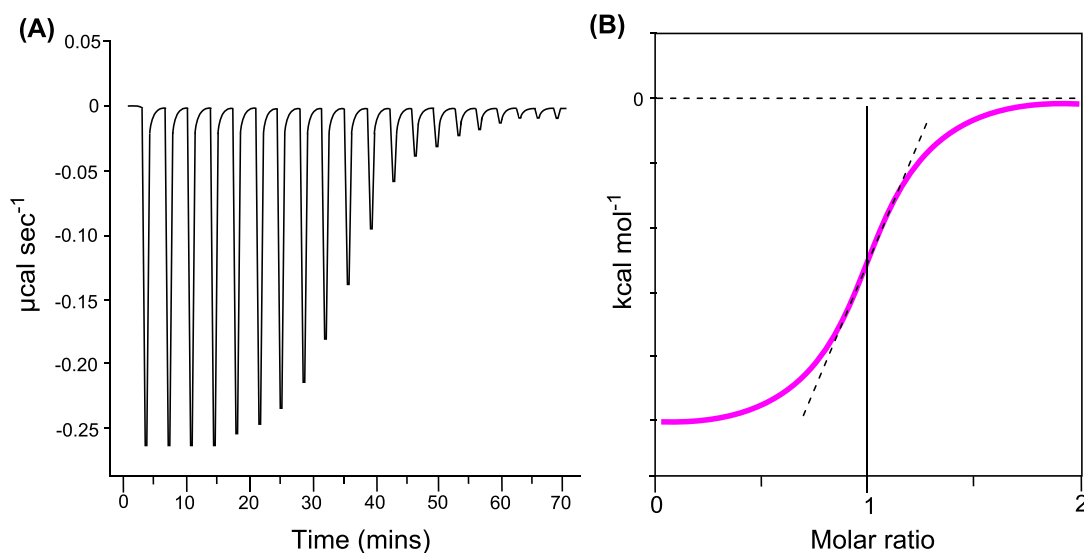 (A)
0.05
0
-0.05
-0.10
-0.15
-0.20
-0.25
µcal sec⁻¹
0 10 20 30 40 50 60 70
Time (mins)
(B)
0
kcal mol⁻¹
0 1 2
Molar ratio